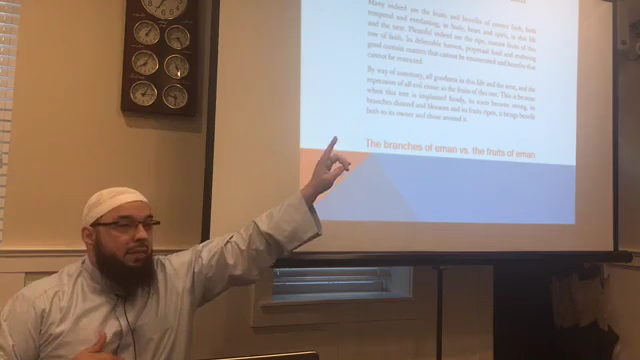 Many indeed are the fruits and benefits of eemer faith, both
temporal and everlasting, in body, heart and spirit, in this life
and the next. Plentiful indeed are the ripe, mature fruits of this
tree of faith. Its delectable harvest, perpetual food and enduring
good contain matters that cannot be enumerated and benefits that
cannot be restricted.
By way of summary, all goodness in this life and the next, and the
repression of all evil ensue as the fruits of this tree. This is because
when this tree is implanted firmly, its roots become strong, its
branches distend and blossom and its fruits ripen, it brings benefit
both to its owner and those around it.
The branches of eman vs. the fruits of eman